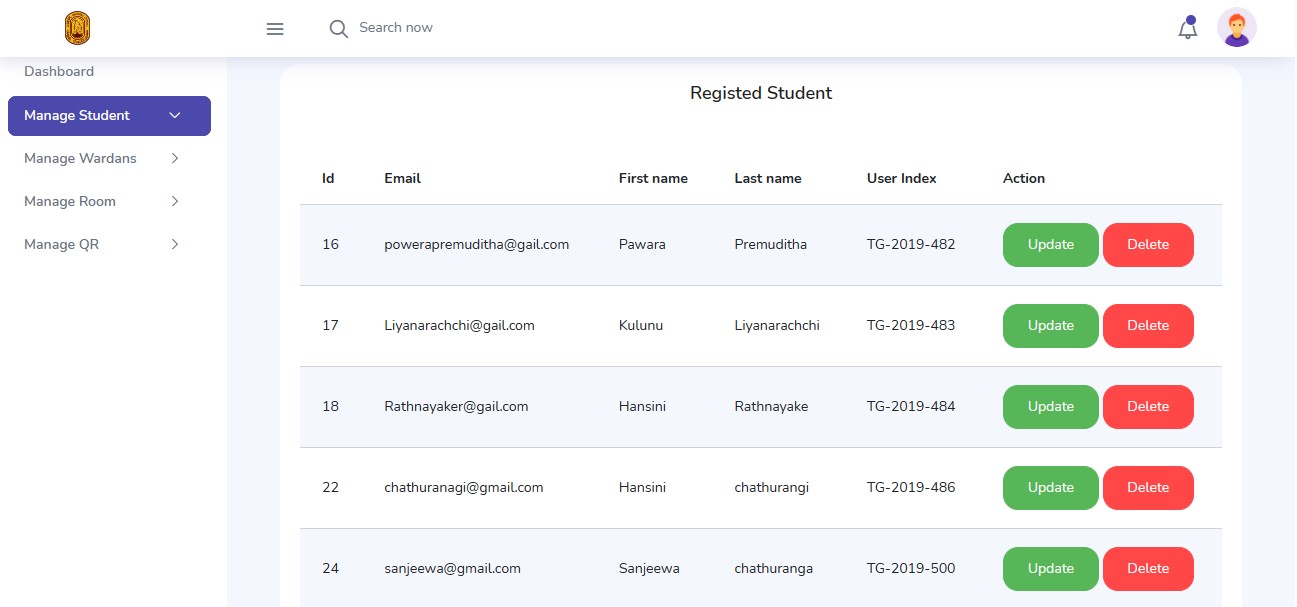 Search now
Dashboard
Manage Student
Manage Wardans
Manage Room
Manage QR
Registed Student
Id Email First name Last name User Index Action
16 powerapremuditha@gail.com Pawara Premuditha TG-2019-482 Update Delete
17 Liyanarachchi@gail.com Kulunu Liyanarachchi TG-2019-483 Update Delete
18 Rathnayaker@gail.com Hansini Rathnayake TG-2019-484 Update Delete
22 chathuranagi@gmail.com Hansini chathurangi TG-2019-486 Update Delete
24 sanjeewa@gmail.com Sanjeewa chathuranga TG-2019-500 Update Delete